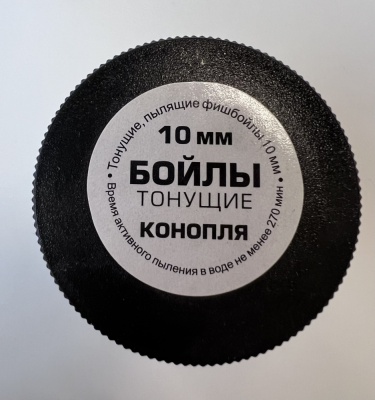 • Тонущие, пылящие фишбойлы 10 мм •
10 мм
БОЙЛЫ
ТОНУЩИЕ
КОНОПЛЯ
Время активного пыления в воде не менее 270 мин